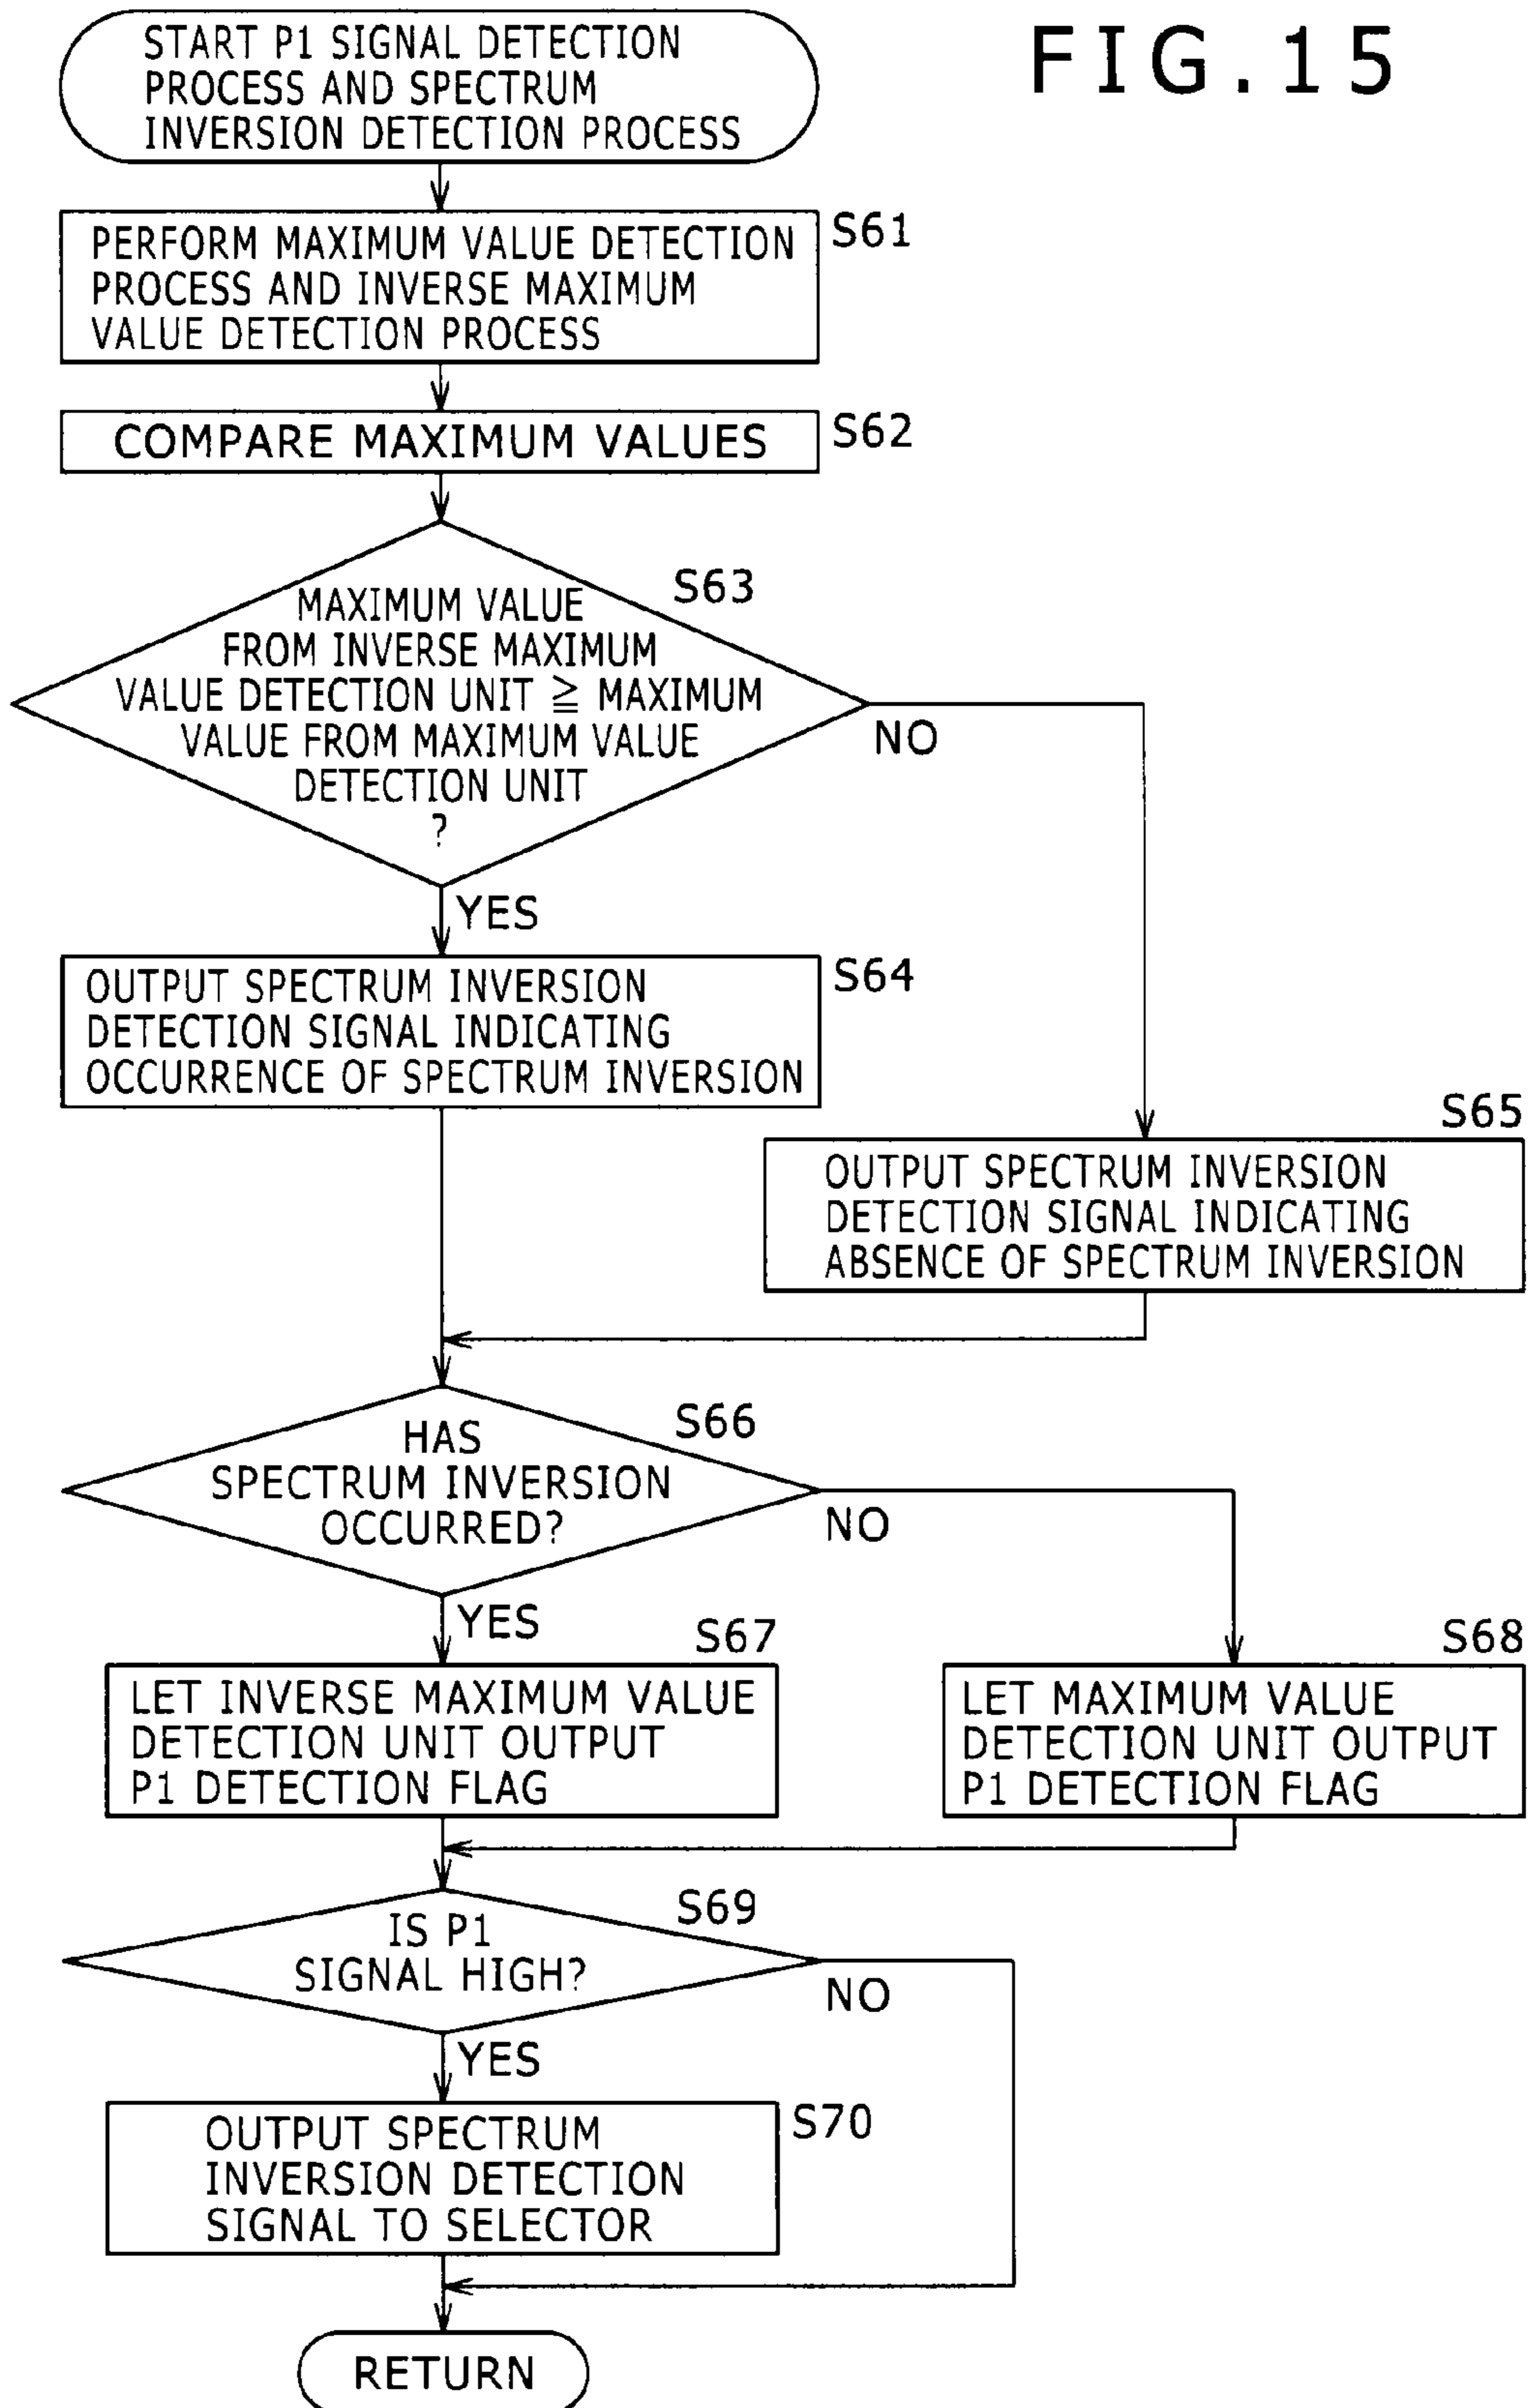 FIG.15
START P1 SIGNAL DETECTION
PROCESS AND SPECTRUM
INVERSION DETECTION PROCESS
S61
PERFORM MAXIMUM VALUE DETECTION
PROCESS AND INVERSE MAXIMUM
VALUE DETECTION PROCESS
S62
COMPARE MAXIMUM VALUES
S63
MAXIMUM VALUE
FROM INVERSE MAXIMUM
VALUE DETECTION UNIT ≧ MAXIMUM
VALUE FROM MAXIMUM VALUE
DETECTION UNIT
?
NO
YES
S64
OUTPUT SPECTRUM INVERSION
DETECTION SIGNAL INDICATING
OCCURRENCE OF SPECTRUM INVERSION
S65
OUTPUT SPECTRUM INVERSION
DETECTION SIGNAL INDICATING
ABSENCE OF SPECTRUM INVERSION
S66
HAS
SPECTRUM INVERSION
OCCURRED?
NO
YES
S67
LET INVERSE MAXIMUM VALUE
DETECTION UNIT OUTPUT
P1 DETECTION FLAG
S68
LET MAXIMUM VALUE
DETECTION UNIT OUTPUT
P1 DETECTION FLAG
S69
IS P1
SIGNAL HIGH?
NO
YES
S70
OUTPUT SPECTRUM
INVERSION DETECTION
SIGNAL TO SELECTOR
RETURN